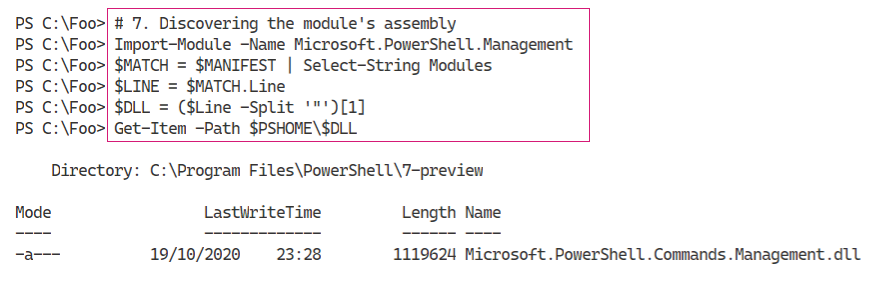 PS C:\Foo> # 7. Discovering the module's assembly
PS C:\Foo> Import-Module -Name Microsoft.PowerShell.Management
PS C:\Foo> $MATCH = $MANIFEST | Select-String Modules
PS C:\Foo> $LINE = $MATCH.Line
PS C:\Foo> $DLL = ($Line -Split '"')[1]
PS C:\Foo> Get-Item -Path $PSHOME\$DLL
Directory: C:\Program Files\PowerShell\7-preview
Mode LastWriteTime Length Name
---- ------------- ------ ----
-a--- 19/10/2020 23:28 1119624 Microsoft.PowerShell.Commands.Management.dll